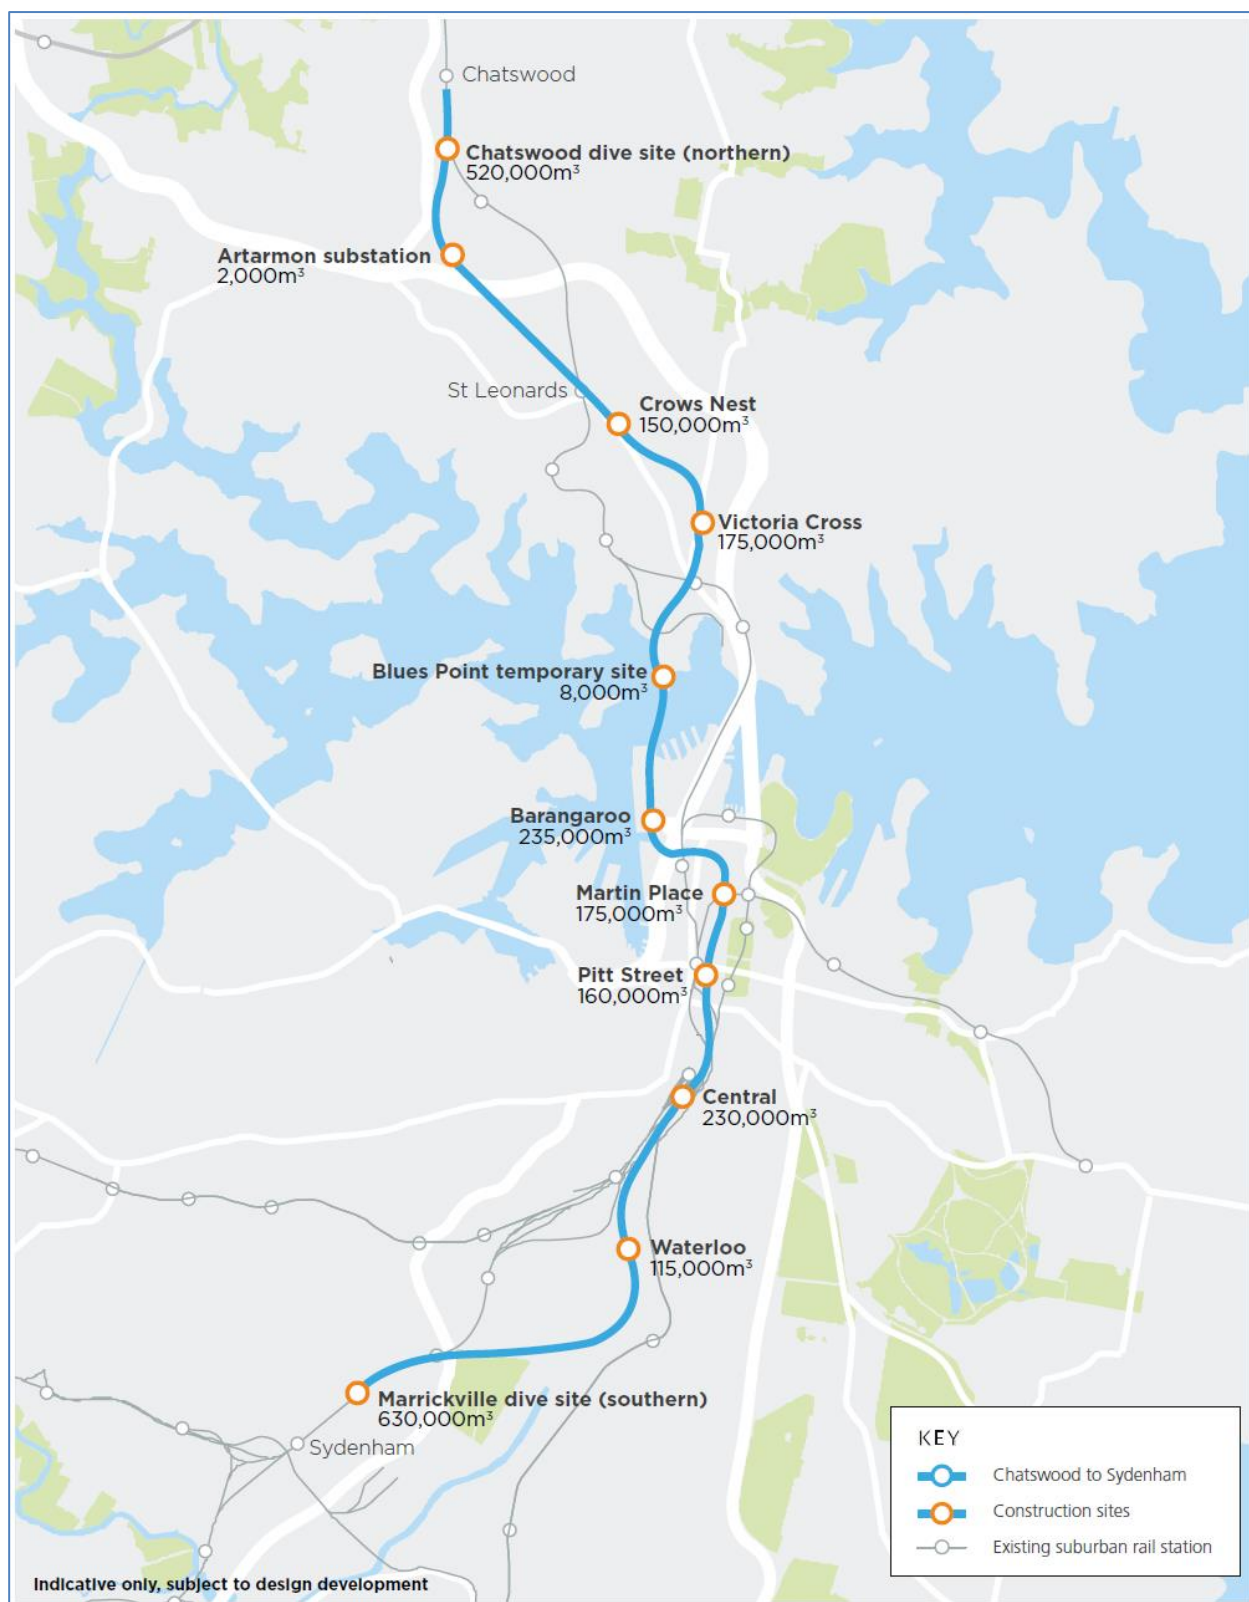 Chatswood
Chatswood dive site (northern)
520,000m³
Artarmon substation
2,000m³
St Leonards
Crows Nest
150,000m³
Victoria Cross
175,000m³
Blues Point temporary site
8,000m³
Barangaroo
235,000m³
Martin Place
175,000m³
Pitt Street
160,000m³
Central
230,000m³
Waterloo
115,000m³
Marrickville dive site (southern)
630,000m³
Sydenham
KEY
Chatswood to Sydenham
Construction sites
Existing suburban rail station
Indicative only, subject to design development